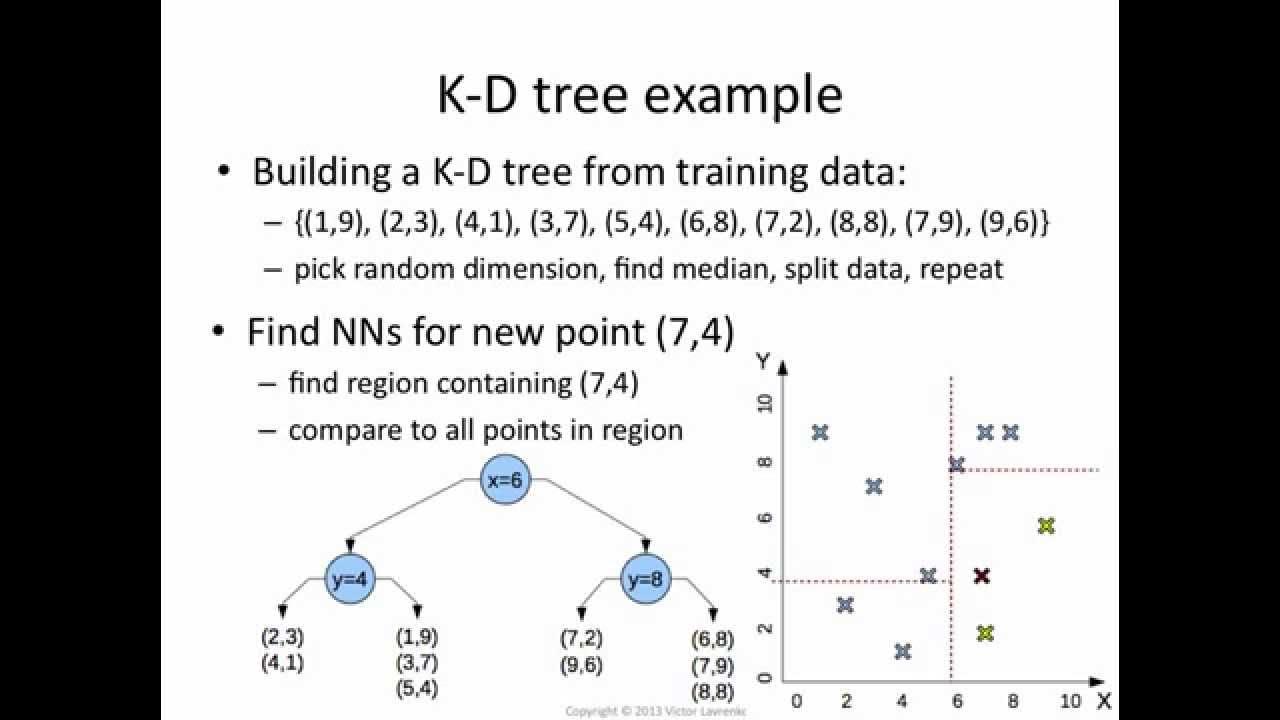 K-D tree example
• Building a K-D tree from training data:
– {(1,9), (2,3), (4,1), (3,7), (5,4), (6,8), (7,2), (8,8), (7,9), (9,6)}
– pick random dimension, find median, split data, repeat
• Find NNs for new point (7,4)
– find region containing (7,4)
– compare to all points in region
x=6
y=4
y=8
(2,3)
(4,1)
(1,9)
(3,7)
(5,4)
(7,2)
(9,6)
(6,8)
(7,9)
(8,8)
Y
10
8
6
4
2
0
0 2 4 6 8 10 X
Copyright © 2013 Victor Lavrenko